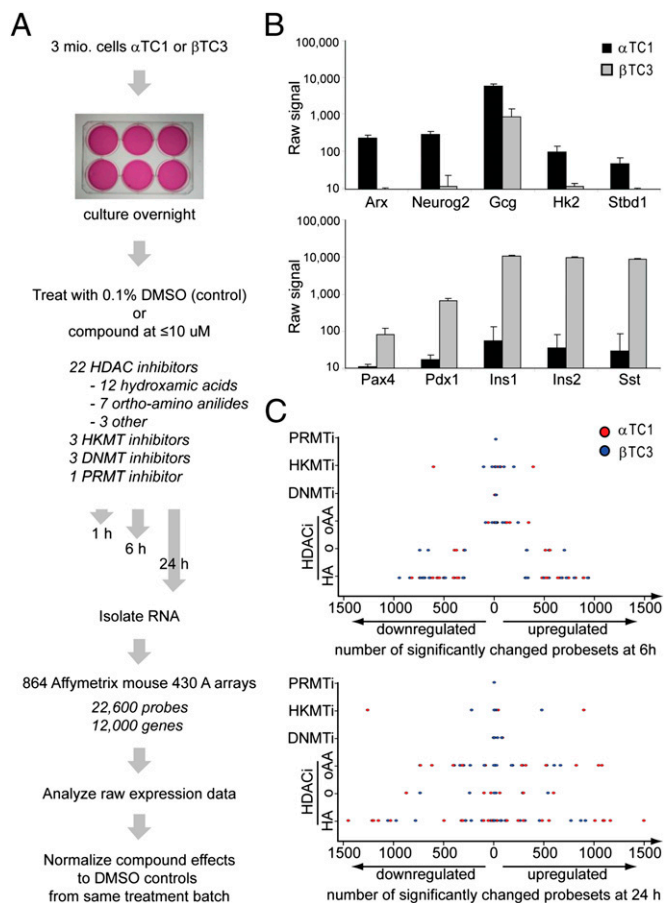 A
3 mio. cells αTC1 or βTC3
culture overnight
Treat with 0.1% DMSO (control)
or
compound at ≤10 uM
22 HDAC inhibitors
- 12 hydroxamic acids
- 7 ortho-amino anilides
- 3 other
3 HKMT inhibitors
3 DNMT inhibitors
1 PRMT inhibitor
1 h
6 h
24 h
Isolate RNA
864 Affymetrix mouse 430 A arrays
22,600 probes
12,000 genes
Analyze raw expression data
Normalize compound effects
to DMSO controls
from same treatment batch
B
100,000
10,000
1,000
100
10
Raw signal
αTC1
βTC3
Arx Neurog2 Gcg Hk2 Stbd1
100,000
10,000
1,000
100
10
Raw signal
Pax4 Pdx1 Ins1 Ins2 Sst
C
αTC1
βTC3
PRMTi
HKMTi
DNMTi
HDACi
oAA
o
HA
1500 1000 500 0 500 1000 1500
downregulated upregulated
number of significantly changed probesets at 6h
PRMTi
HKMTi
DNMTi
HDACi
oAA
o
HA
1500 1000 500 0 500 1000 1500
downregulated upregulated
number of significantly changed probesets at 24 h